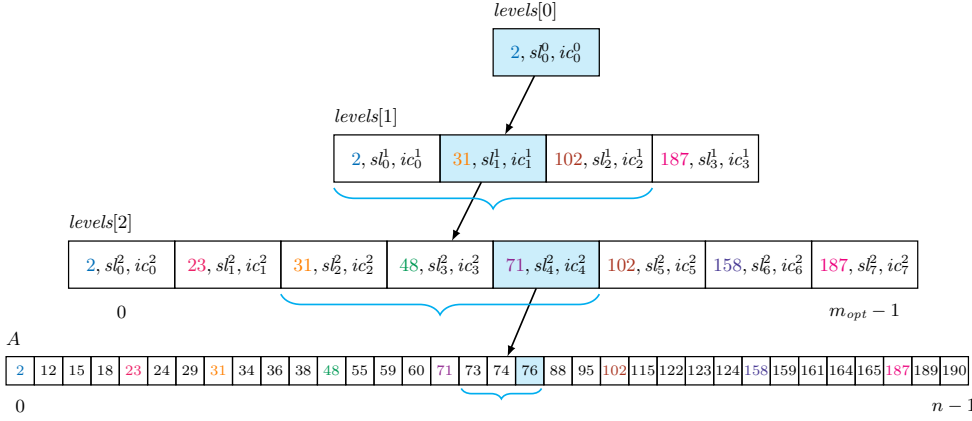 levels[0]
2, sl_0^0, ic_0^0
levels[1]
2, sl_0^1, ic_0^1 31, sl_1^1, ic_1^1 102, sl_2^1, ic_2^1 187, sl_3^1, ic_3^1
levels[2]
2, sl_0^2, ic_0^2 23, sl_1^2, ic_1^2 31, sl_2^2, ic_2^2 48, sl_3^2, ic_3^2 71, sl_4^2, ic_4^2 102, sl_5^2, ic_5^2 158, sl_6^2, ic_6^2 187, sl_7^2, ic_7^2
0 m_{opt} − 1
A
2 12 15 18 23 24 29 31 34 36 38 48 55 59 60 71 73 74 76 88 95 102 115 122 123 124 158 159 161 164 165 187 189 190
0 n − 1